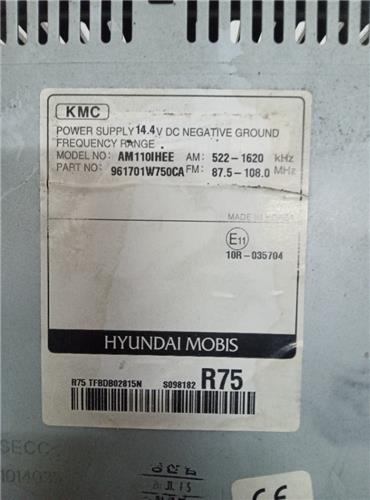 KMC
POWER SUPPLY 14.4V DC NEGATIVE GROUND
FREQUENCY RANGE
MODEL NO: AM110IHEE AM: 522-1620 kHz
PART NO: 961701W750CA FM: 87.5-108.0 MHz
MADE IN KOREA
E11
10R-035704
HYUNDAI MOBIS
R75 TFBDB02815N S098182 R75
SECC
CE